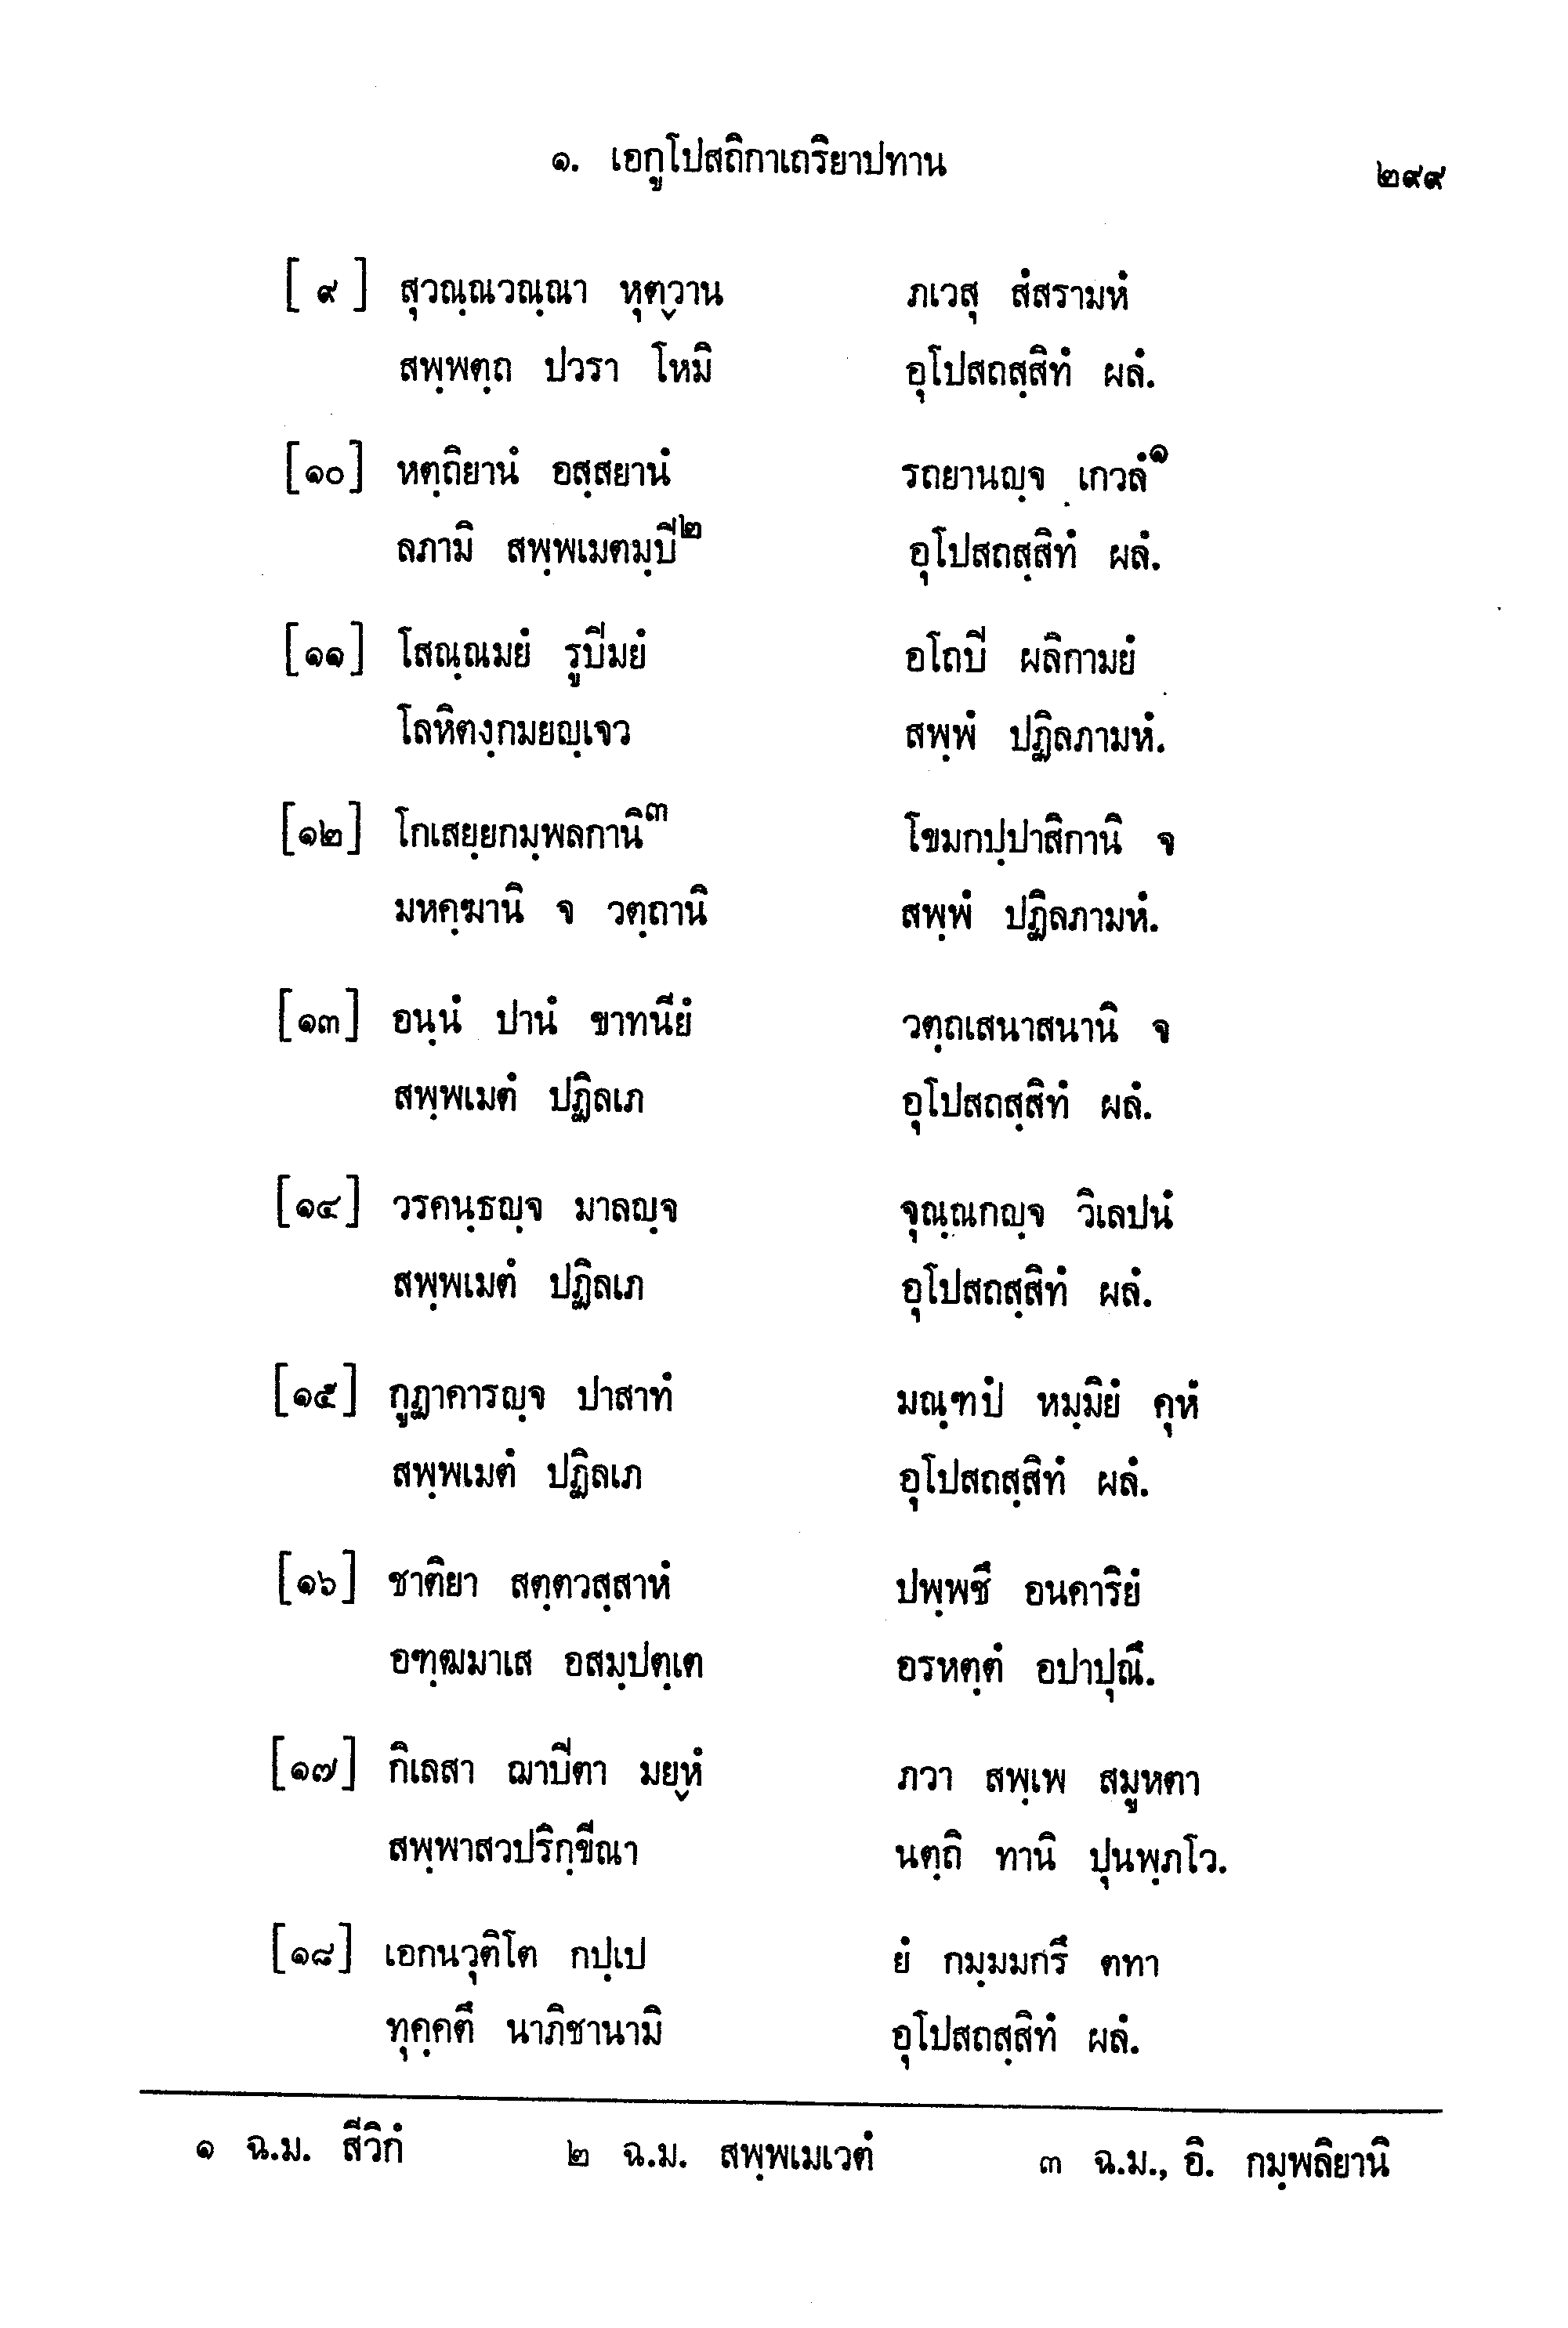 ๑. เอกูโปสถิกาเถริยาปทาน ๒๙๙
[ ๙ ] สุวณฺณวณฺณา หุตฺวาน ภเวสุ สํสรามหํ
สพฺพตฺถ ปวรา โหมิ อุโปสถสฺสิทํ ผลํ.
[๑๐] หตฺถิยานํ อสฺสยานํ รถยานญฺจ เกวลํ๑
ลภามิ สพฺพเมตมฺปิ๒ อุโปสถสฺสิทํ ผลํ.
[๑๑] โสณฺณมยํ รูปิมยํ อโถปิ ผลิกามยํ
โลหิตงฺกมยญฺเจว สพฺพํ ปฏิลภามหํ.
[๑๒] โกเสยฺยกมฺพลกานิ๓ โขมกปฺปาสิกานิ จ
มหคฺฆานิ จ วตฺถานิ สพฺพํ ปฏิลภามหํ.
[๑๓] อนฺนํ ปานํ ขาทนียํ วตฺถเสนาสนานิ จ
สพฺพเมตํ ปฏิลเภ อุโปสถสฺสิทํ ผลํ.
[๑๔] วรคนฺธญฺจ มาลญฺจ จุณฺณกญฺจ วิเลปนํ
สพฺพเมตํ ปฏิลเภ อุโปสถสฺสิทํ ผลํ.
[๑๕] กูฏาคารญฺจ ปาสาทํ มณฺฑปํ หมฺมิยํ คุหํ
สพฺพเมตํ ปฏิลเภ อุโปสถสฺสิทํ ผลํ.
[๑๖] ชาติยา สตฺตวสฺสาหํ ปพฺพชึ อนคาริยํ
อฑฺฒมาเส อสมฺปตฺเต อรหตฺตํ อปาปุณึ.
[๑๗] กิเลสา ฌาปิตา มยฺหํ ภวา สพฺเพ สมูหตา
สพฺพาสวปริกฺขีณา นตฺถิ ทานิ ปุนพฺภโว.
[๑๘] เอกนวุติโต กปฺเป ยํ กมฺมมกรึ ตทา
ทุคฺคตึ นาภิชานามิ อุโปสถสฺสิทํ ผลํ.
๑ ฉ.ม. สีวิกํ ๒ ฉ.ม. สพฺพเมเวตํ ๓ ฉ.ม., อิ. กมฺพลิยานิ